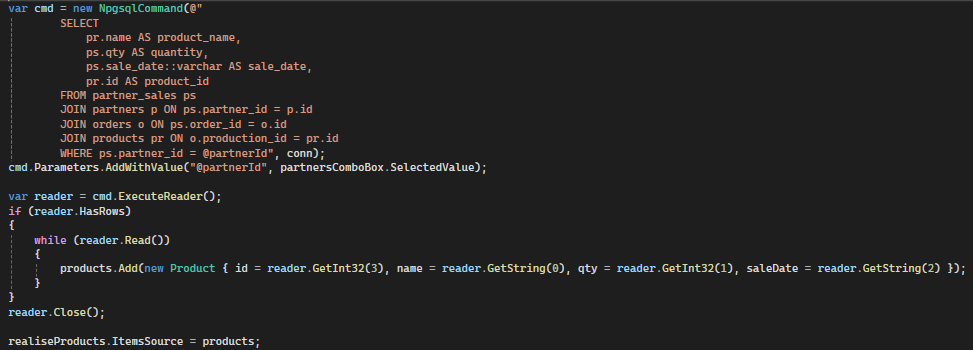 var cmd = new NpgsqlCommand(@"
SELECT
pr.name AS product_name,
ps.qty AS quantity,
ps.sale_date::varchar AS sale_date,
pr.id AS product_id
FROM partner_sales ps
JOIN partners p ON ps.partner_id = p.id
JOIN orders o ON ps.order_id = o.id
JOIN products pr ON o.production_id = pr.id
WHERE ps.partner_id = @partnerId", conn);
cmd.Parameters.AddWithValue("@partnerId", partnersComboBox.SelectedValue);
var reader = cmd.ExecuteReader();
if (reader.HasRows)
{
while (reader.Read())
{
products.Add(new Product { id = reader.GetInt32(3), name = reader.GetString(0), qty = reader.GetInt32(1), saleDate = reader.GetString(2) });
}
}
reader.Close();
realiseProducts.ItemsSource = products;